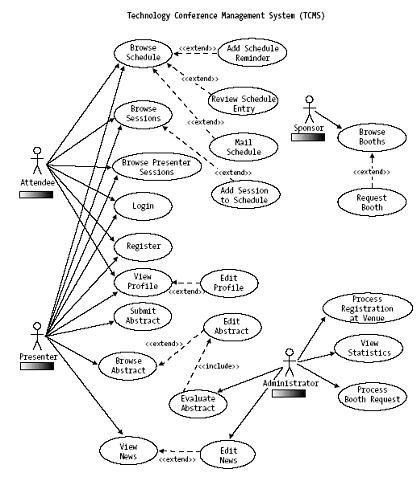 Technology Conference Management System (TCMS)
Browse
Schedule
<<extend>>
Add Schedule
Reminder
<<extend>>
Review Schedule
Entry
Browse
Sessions
<<extend>>
Mail
Schedule
Sponsor
Browse
Booths
Attendee
Browse Presenter
Sessions
<<extend>>
Add Session
to Schedule
<<extend>>
Request
Booth
Login
Register
View
Profile
<<extend>>
Edit
Profile
Submit
Abstract
Edit
Abstract
Process
Registration
at Venue
Presenter
Browse
Abstract
<<extend>>
<<include>>
View
Statistics
Administrator
Evaluate
Abstract
Process
Booth Request
View
News
<<extend>>
Edit
News